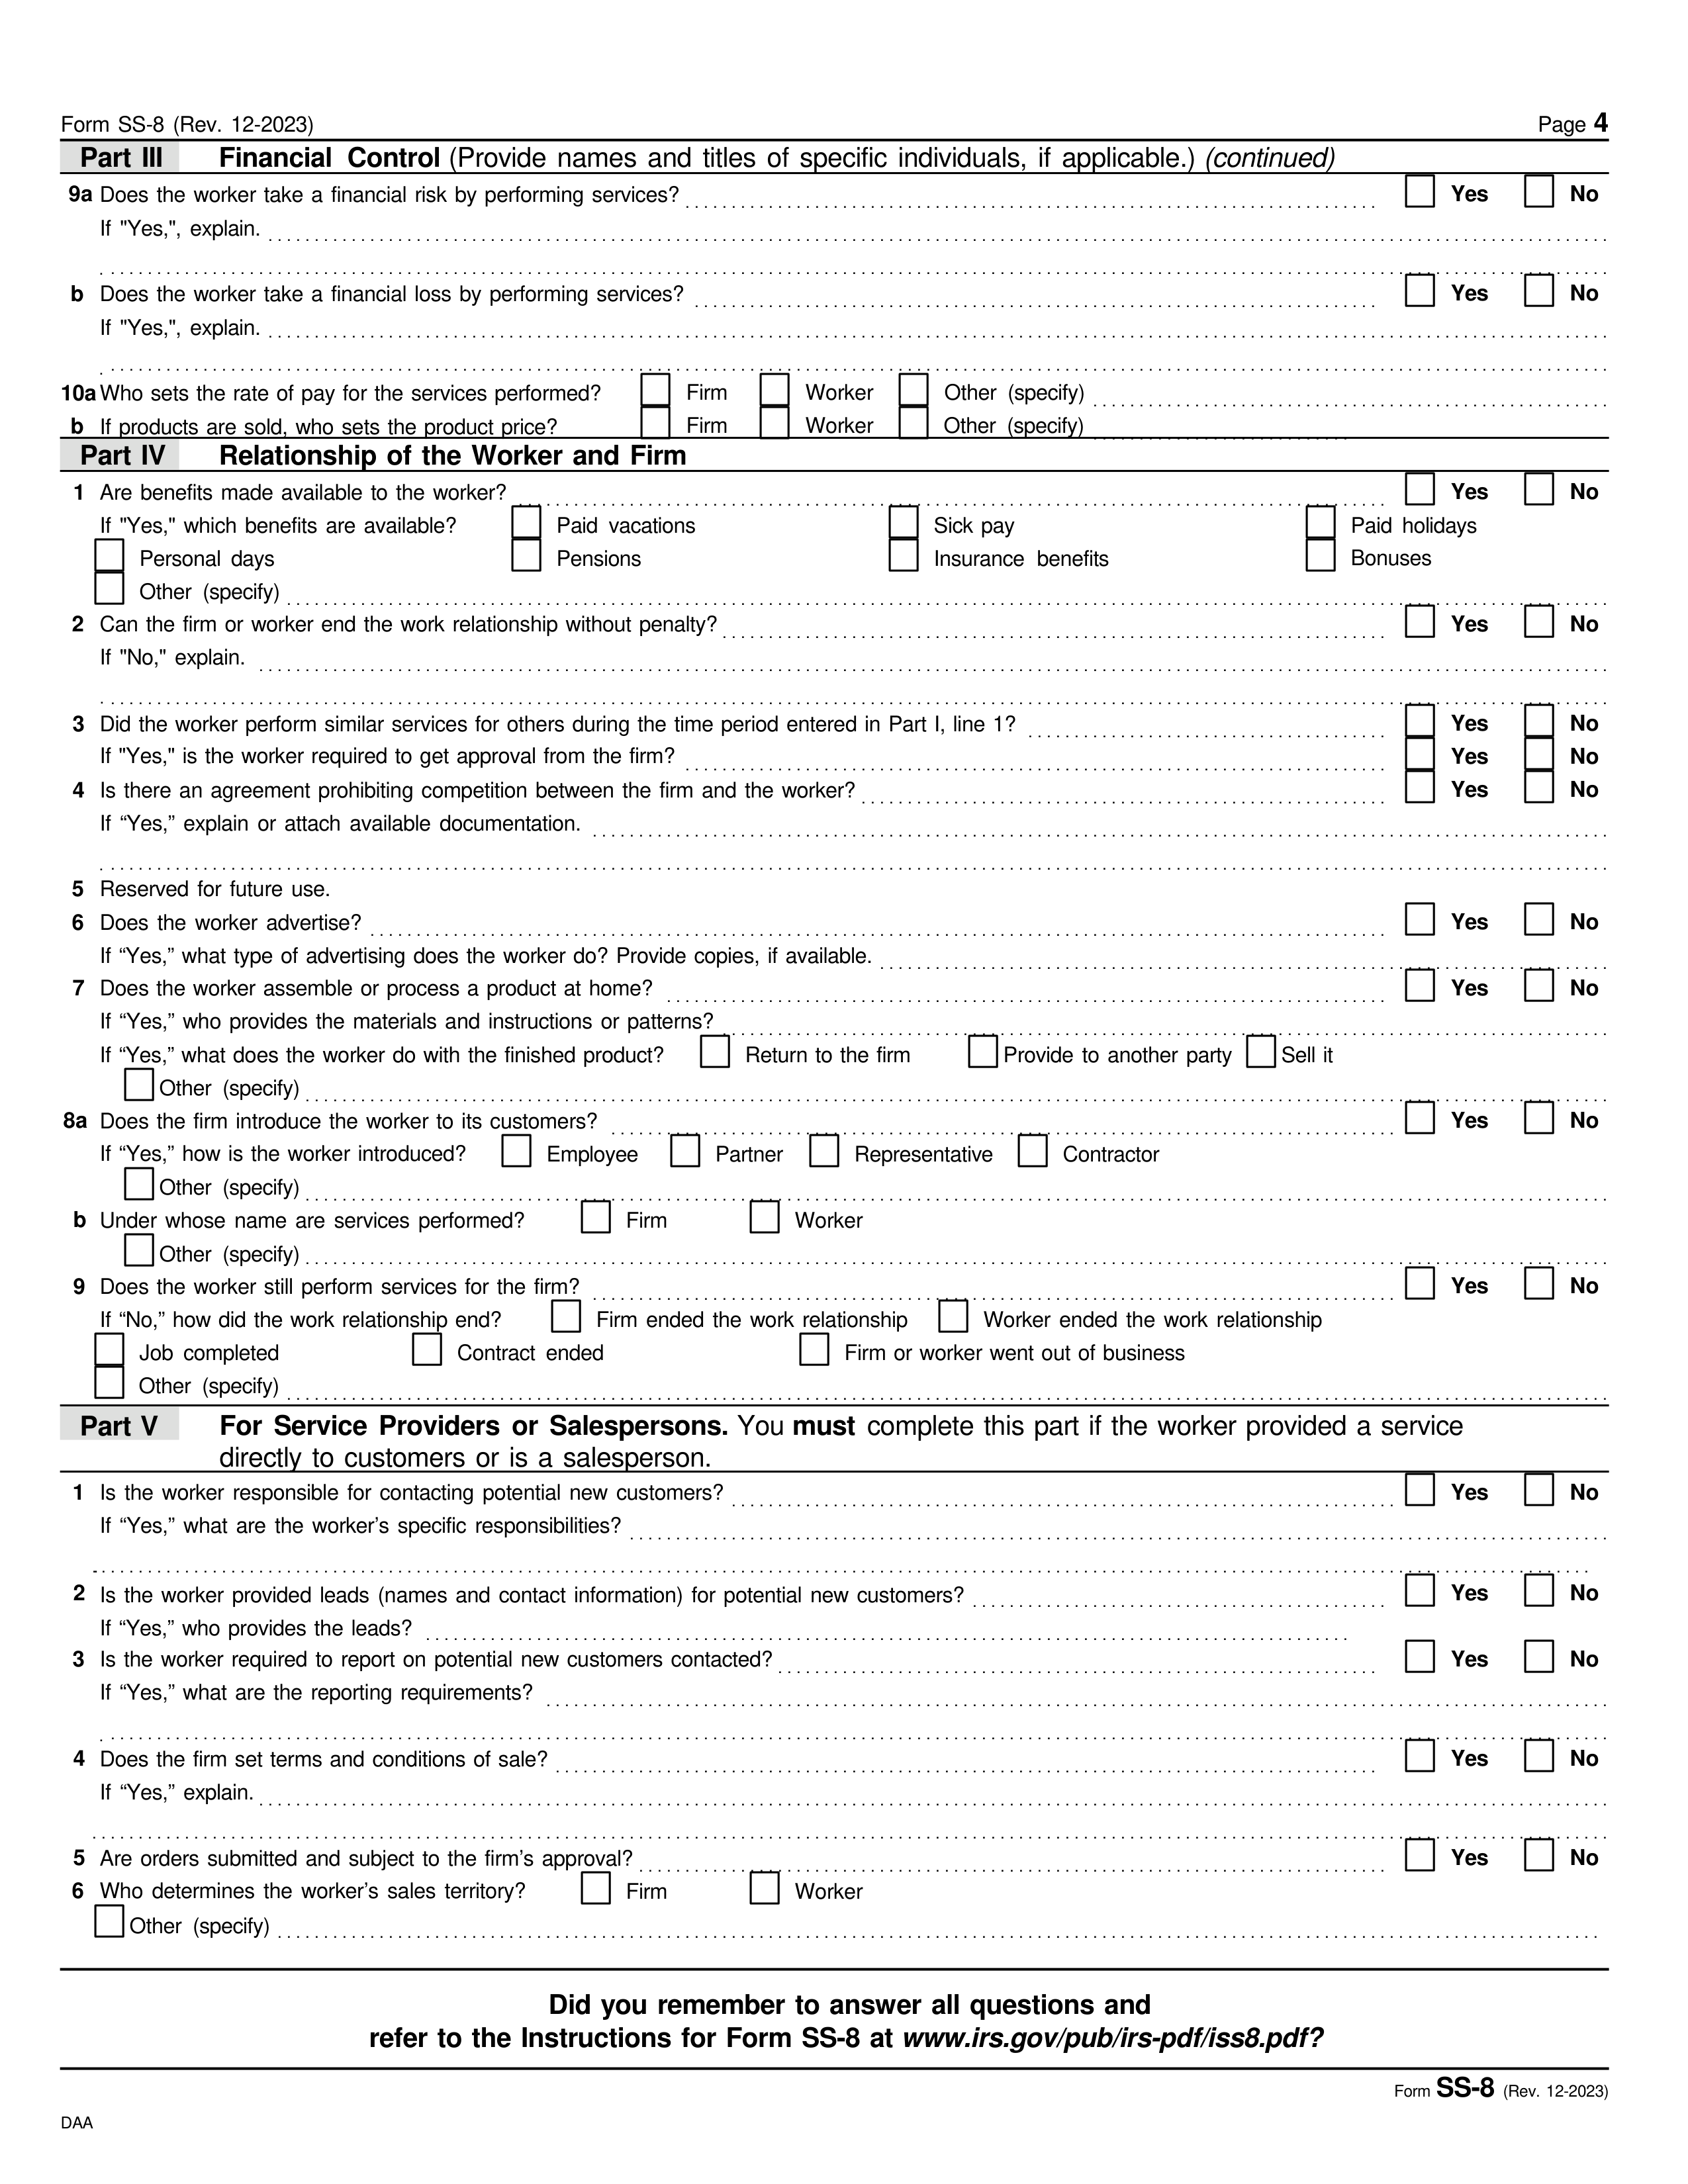 Form SS-8 (Rev. 12-2023) Page 4
Part III Financial Control (Provide names and titles of specific individuals, if applicable.) (continued)
9a Does the worker take a financial risk by performing services? Yes No
If "Yes,", explain.
b Does the worker take a financial loss by performing services? Yes No
If "Yes,", explain.
10a Who sets the rate of pay for the services performed? Firm Worker Other (specify)
b If products are sold, who sets the product price? Firm Worker Other (specify)
Part IV Relationship of the Worker and Firm
1 Are benefits made available to the worker? Yes No
If "Yes," which benefits are available? Paid vacations Sick pay Paid holidays
Personal days Pensions Insurance benefits Bonuses
Other (specify)
2 Can the firm or worker end the work relationship without penalty? Yes No
If "No," explain.
3 Did the worker perform similar services for others during the time period entered in Part I, line 1? Yes No
If "Yes," is the worker required to get approval from the firm? Yes No
4 Is there an agreement prohibiting competition between the firm and the worker? Yes No
If “Yes,” explain or attach available documentation.
5 Reserved for future use.
6 Does the worker advertise? Yes No
If “Yes,” what type of advertising does the worker do? Provide copies, if available.
7 Does the worker assemble or process a product at home? Yes No
If “Yes,” who provides the materials and instructions or patterns?
If “Yes,” what does the worker do with the finished product? Return to the firm Provide to another party Sell it
Other (specify)
8a Does the firm introduce the worker to its customers? Yes No
If “Yes,” how is the worker introduced? Employee Partner Representative Contractor
Other (specify)
b Under whose name are services performed? Firm Worker
Other (specify)
9 Does the worker still perform services for the firm? Yes No
If “No,” how did the work relationship end? Firm ended the work relationship Worker ended the work relationship
Job completed Contract ended Firm or worker went out of business
Other (specify)
Part V For Service Providers or Salespersons. You must complete this part if the worker provided a service
directly to customers or is a salesperson.
1 Is the worker responsible for contacting potential new customers? Yes No
If “Yes,” what are the worker’s specific responsibilities?
2 Is the worker provided leads (names and contact information) for potential new customers? Yes No
If “Yes,” who provides the leads?
3 Is the worker required to report on potential new customers contacted? Yes No
If “Yes,” what are the reporting requirements?
4 Does the firm set terms and conditions of sale? Yes No
If “Yes,” explain.
5 Are orders submitted and subject to the firm’s approval? Yes No
6 Who determines the worker’s sales territory? Firm Worker
Other (specify)
Did you remember to answer all questions and
refer to the Instructions for Form SS-8 at www.irs.gov/pub/irs-pdf/iss8.pdf?
Form SS-8 (Rev. 12-2023)
DAA